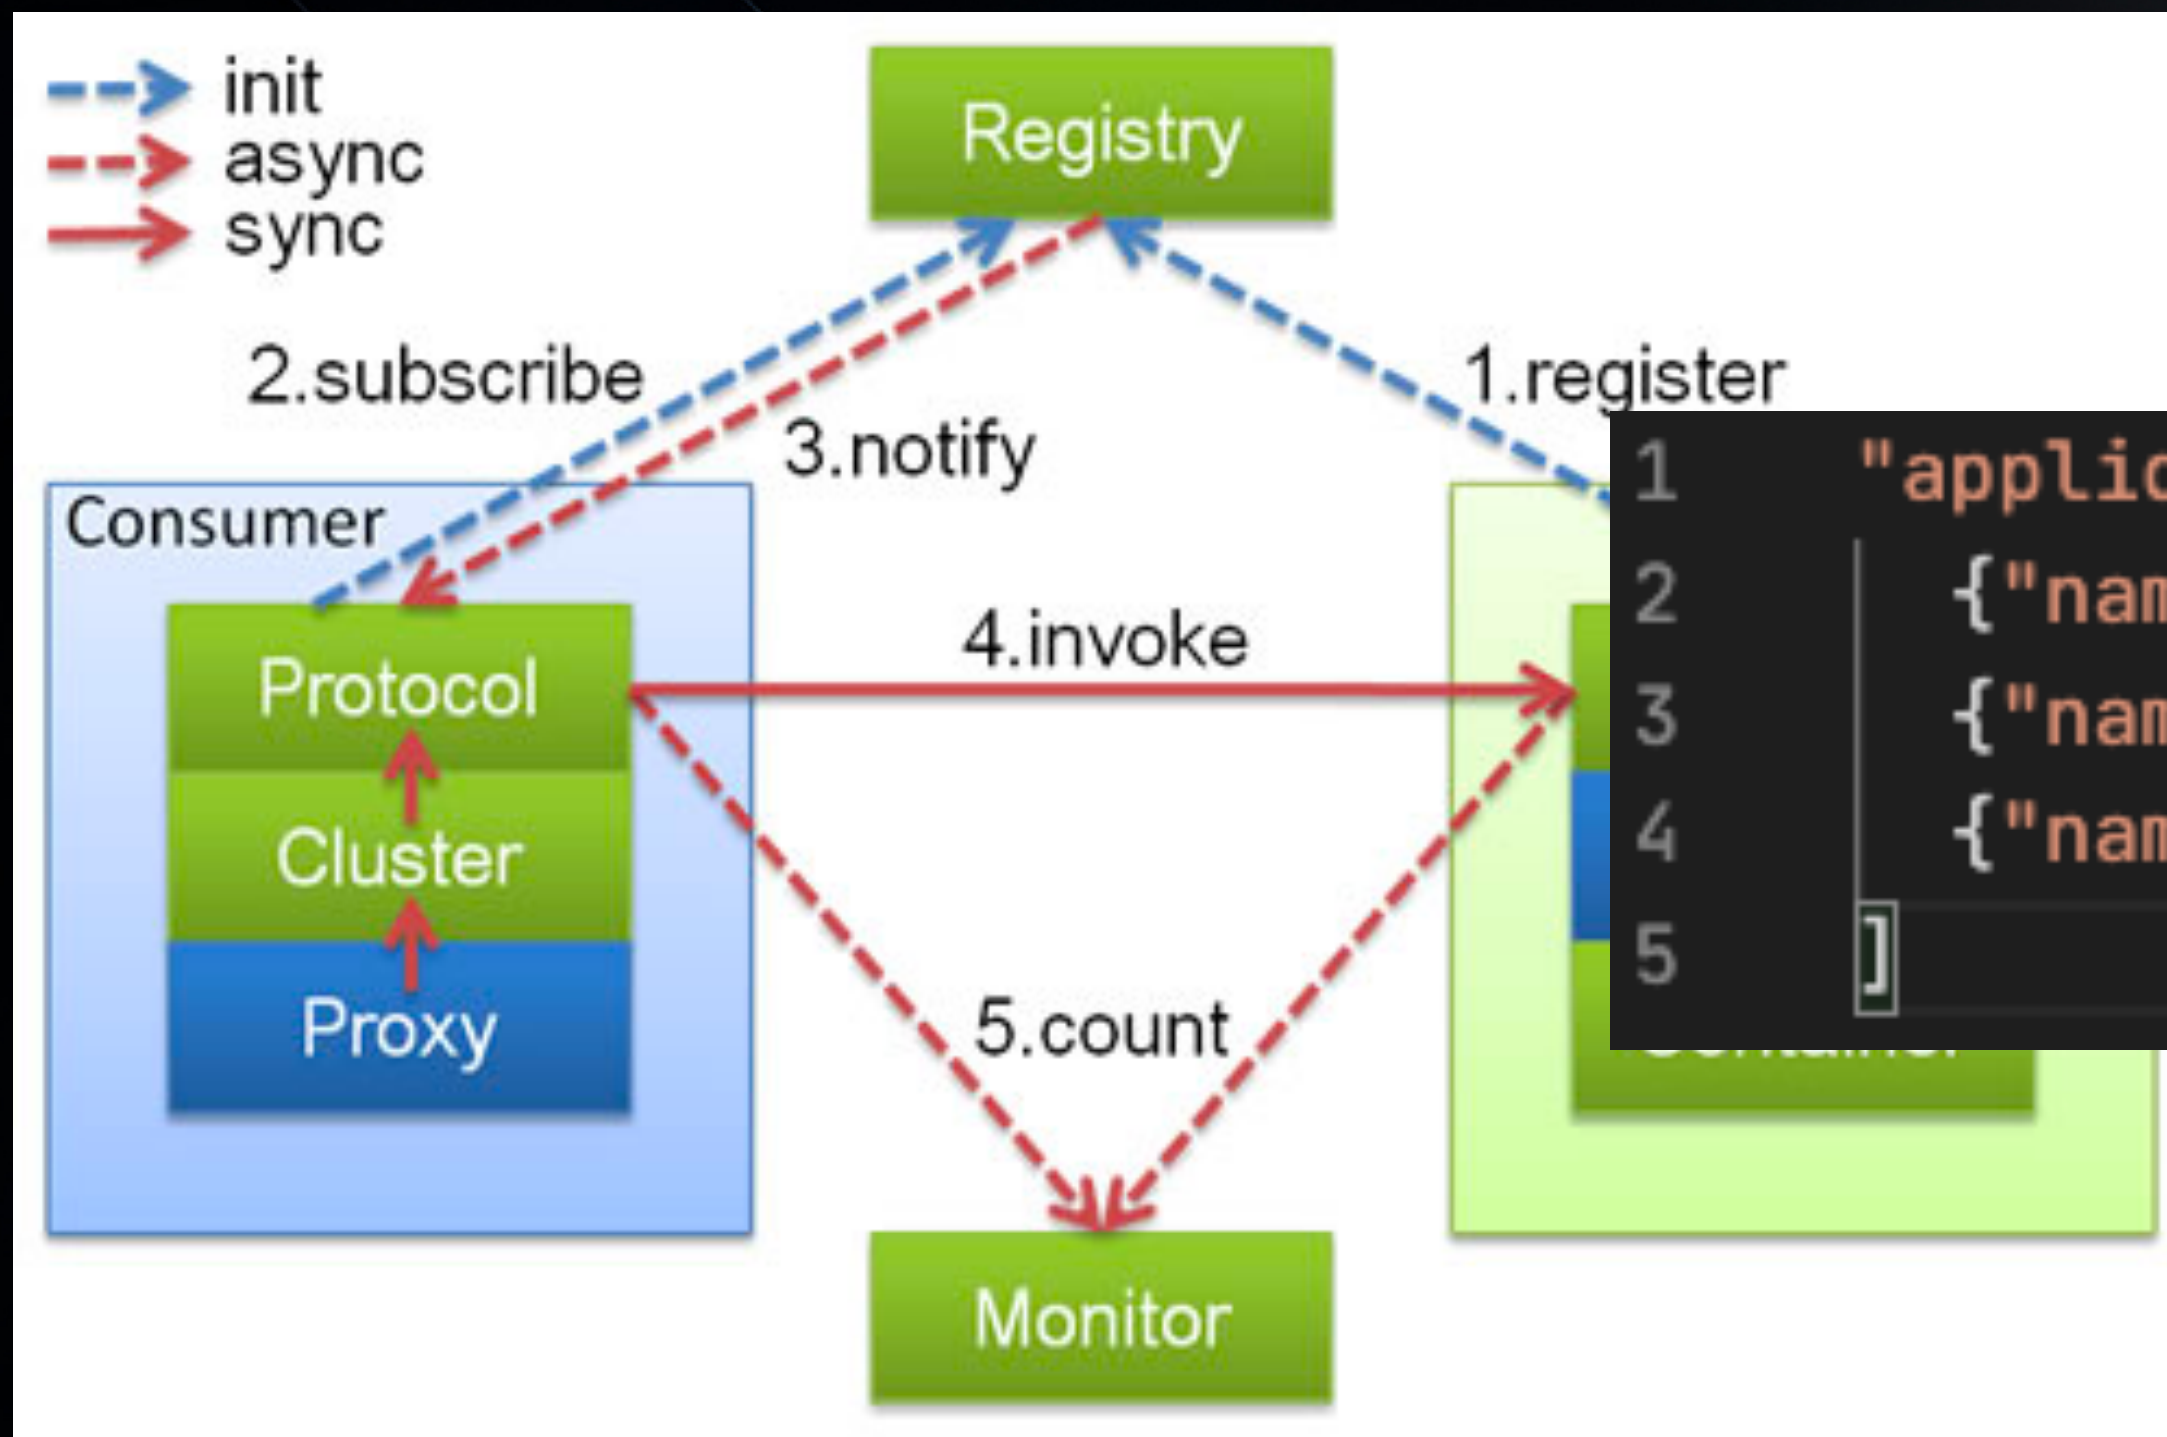 init
async
sync
Registry
2.subscribe
1.register
3.notify
Consumer
Protocol
4.invoke
Cluster
Proxy
5.count
Monitor
1 "applic
2 {"nam
3 {"nam
4 {"nam
5 ]